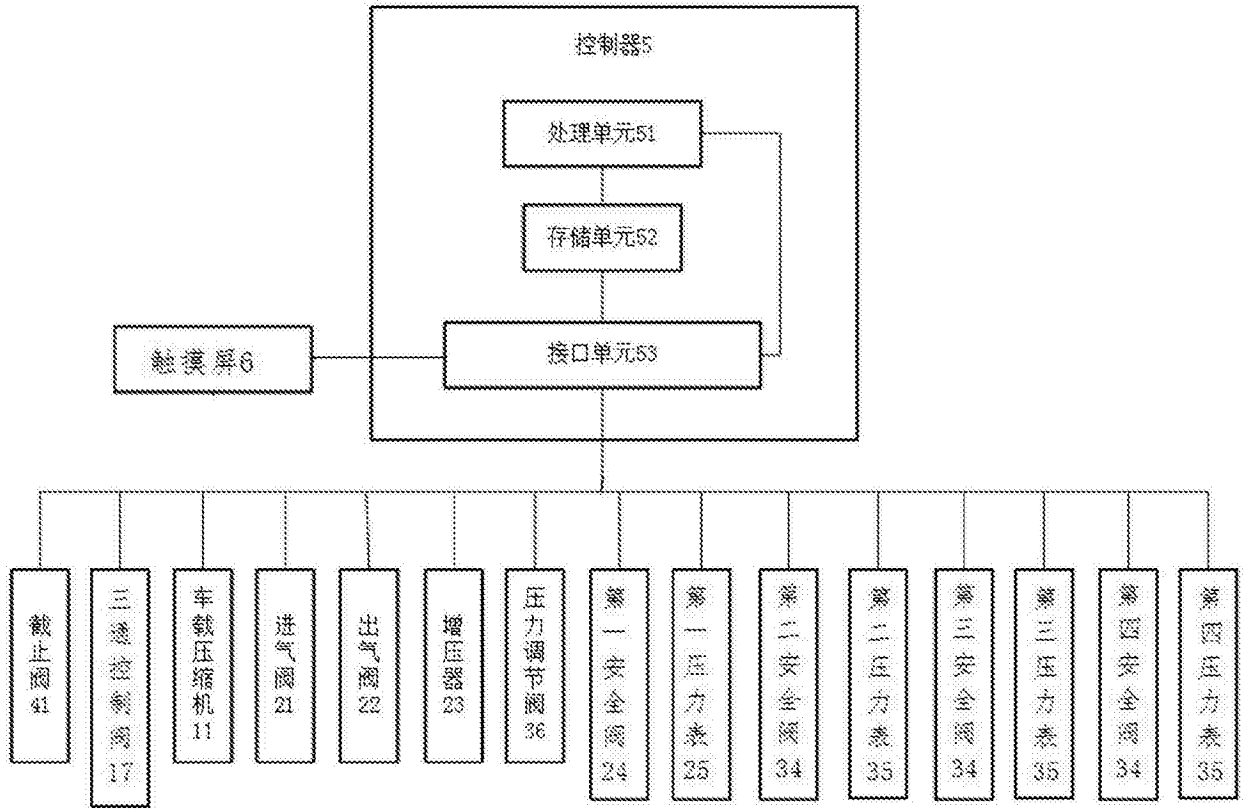 控制器5
处理单元51
存储单元52
接口单元53
触摸屏6
截止阀41
三通控制阀17
车载压缩机11
进气阀21
出气阀22
增压器23
压力调节阀36
第一安全阀24
第一压力表25
第二安全阀34
第二压力表35
第三安全阀34
第三压力表35
第四安全阀34
第四压力表35